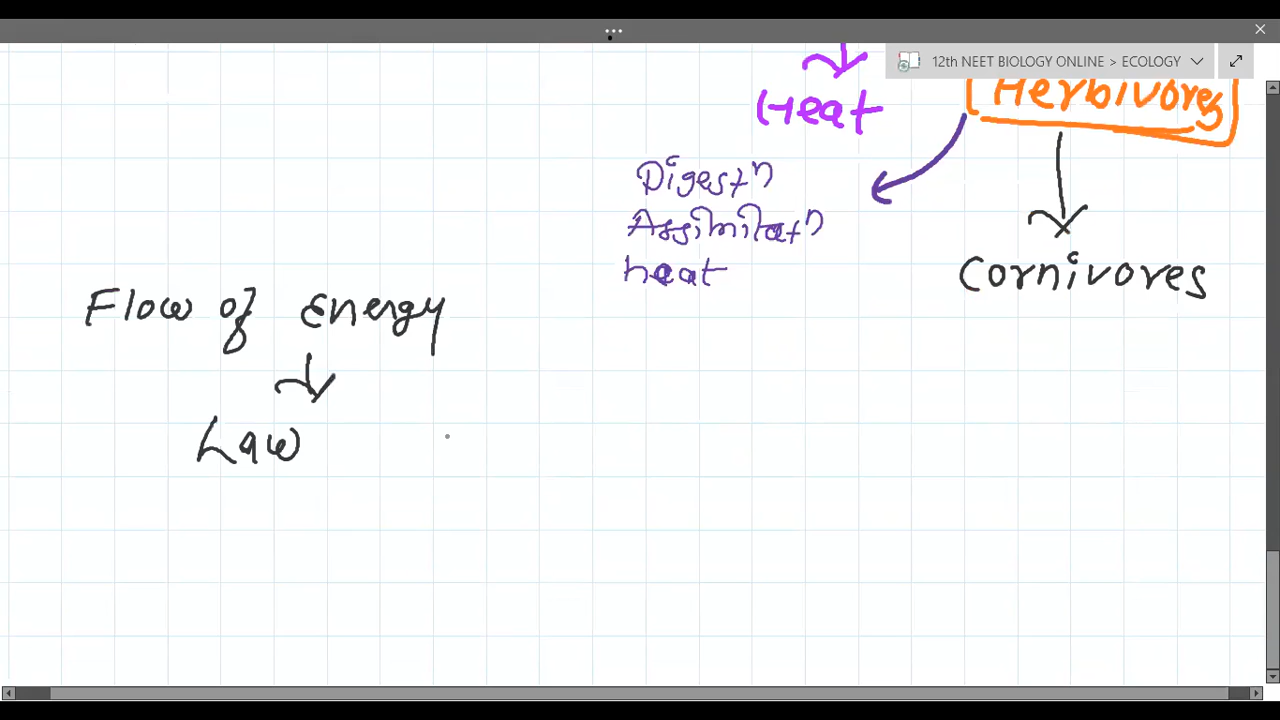 12th NEET BIOLOGY ONLINE > ECOLOGY
Herbivores
Heat
Digestn
Assimilatn
heat
Cornivores
Flow of Energy
Law